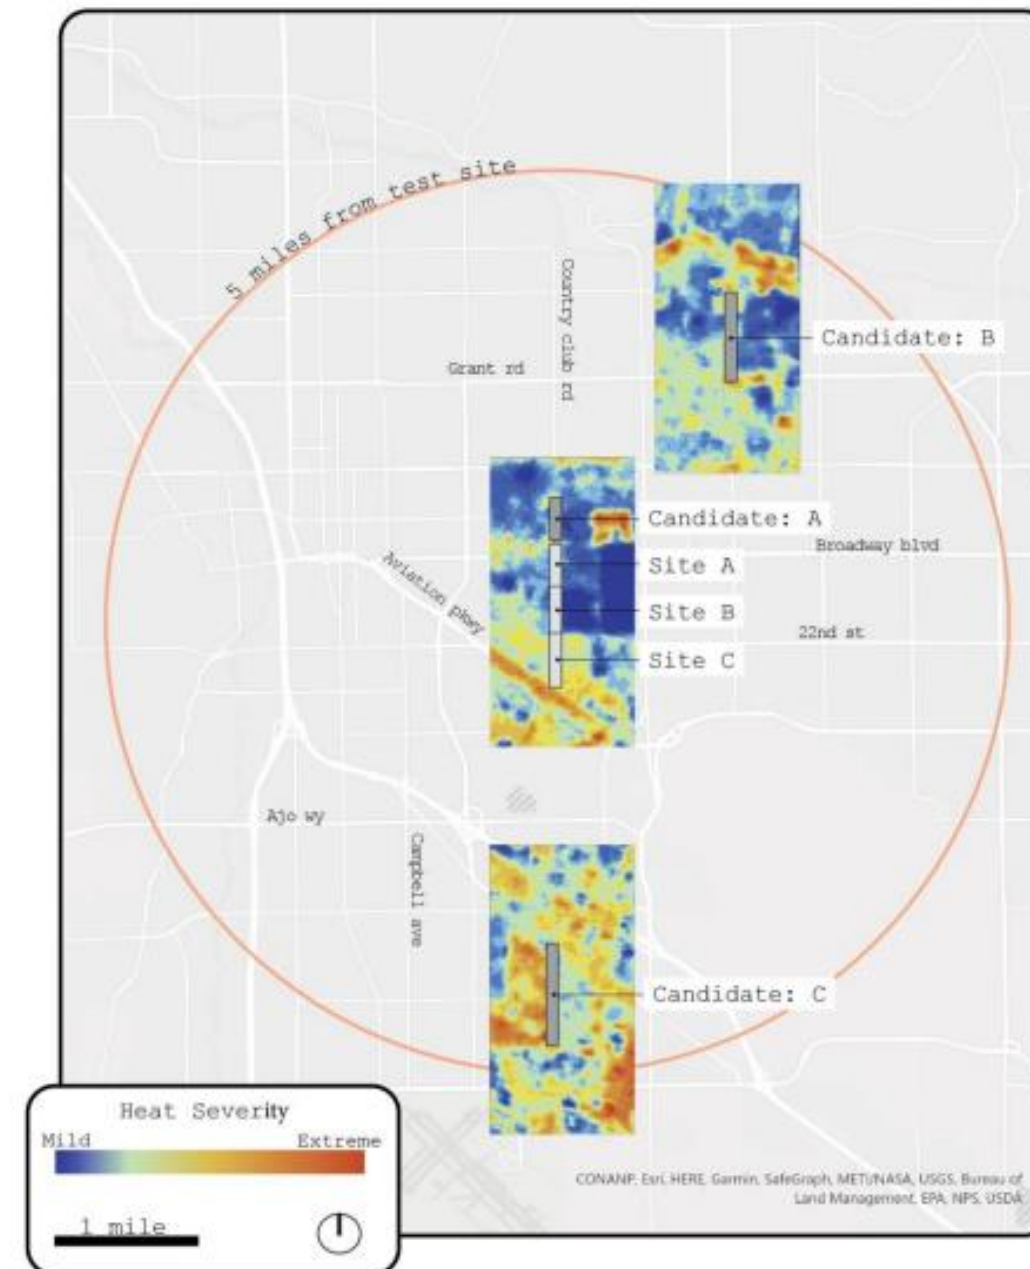 5 miles from test site
Country club rd
Grant rd
Candidate: B
Candidate: A
Broadway blvd
Site A
Aviation pkwy
Site B
22nd st
Site C
Ajo wy
Campbell ave
Candidate: C
Heat Severity
Mild Extreme
1 mile
CONANP, Esri, HERE, Garmin, SafeGraph, METI/NASA, USGS, Bureau of
Land Management, EPA, NPS, USDA